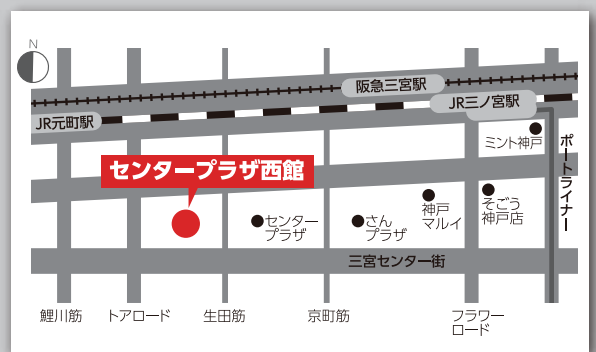 N
阪急三宮駅
JR三ノ宮駅
JR元町駅
ミント神戸
ポートライナー
センタープラザ西館
センター
プラザ
さん
プラザ
神戸
マルイ
そごう
神戸店
三宮センター街
鯉川筋
トアロード
生田筋
京町筋
フラワー
ロード